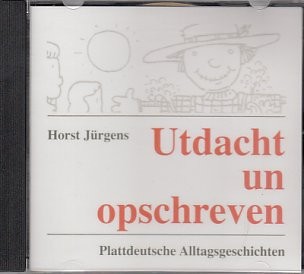 Horst Jürgens
Utdacht
un
opschreven
Plattdeutsche Alltagsgeschichten